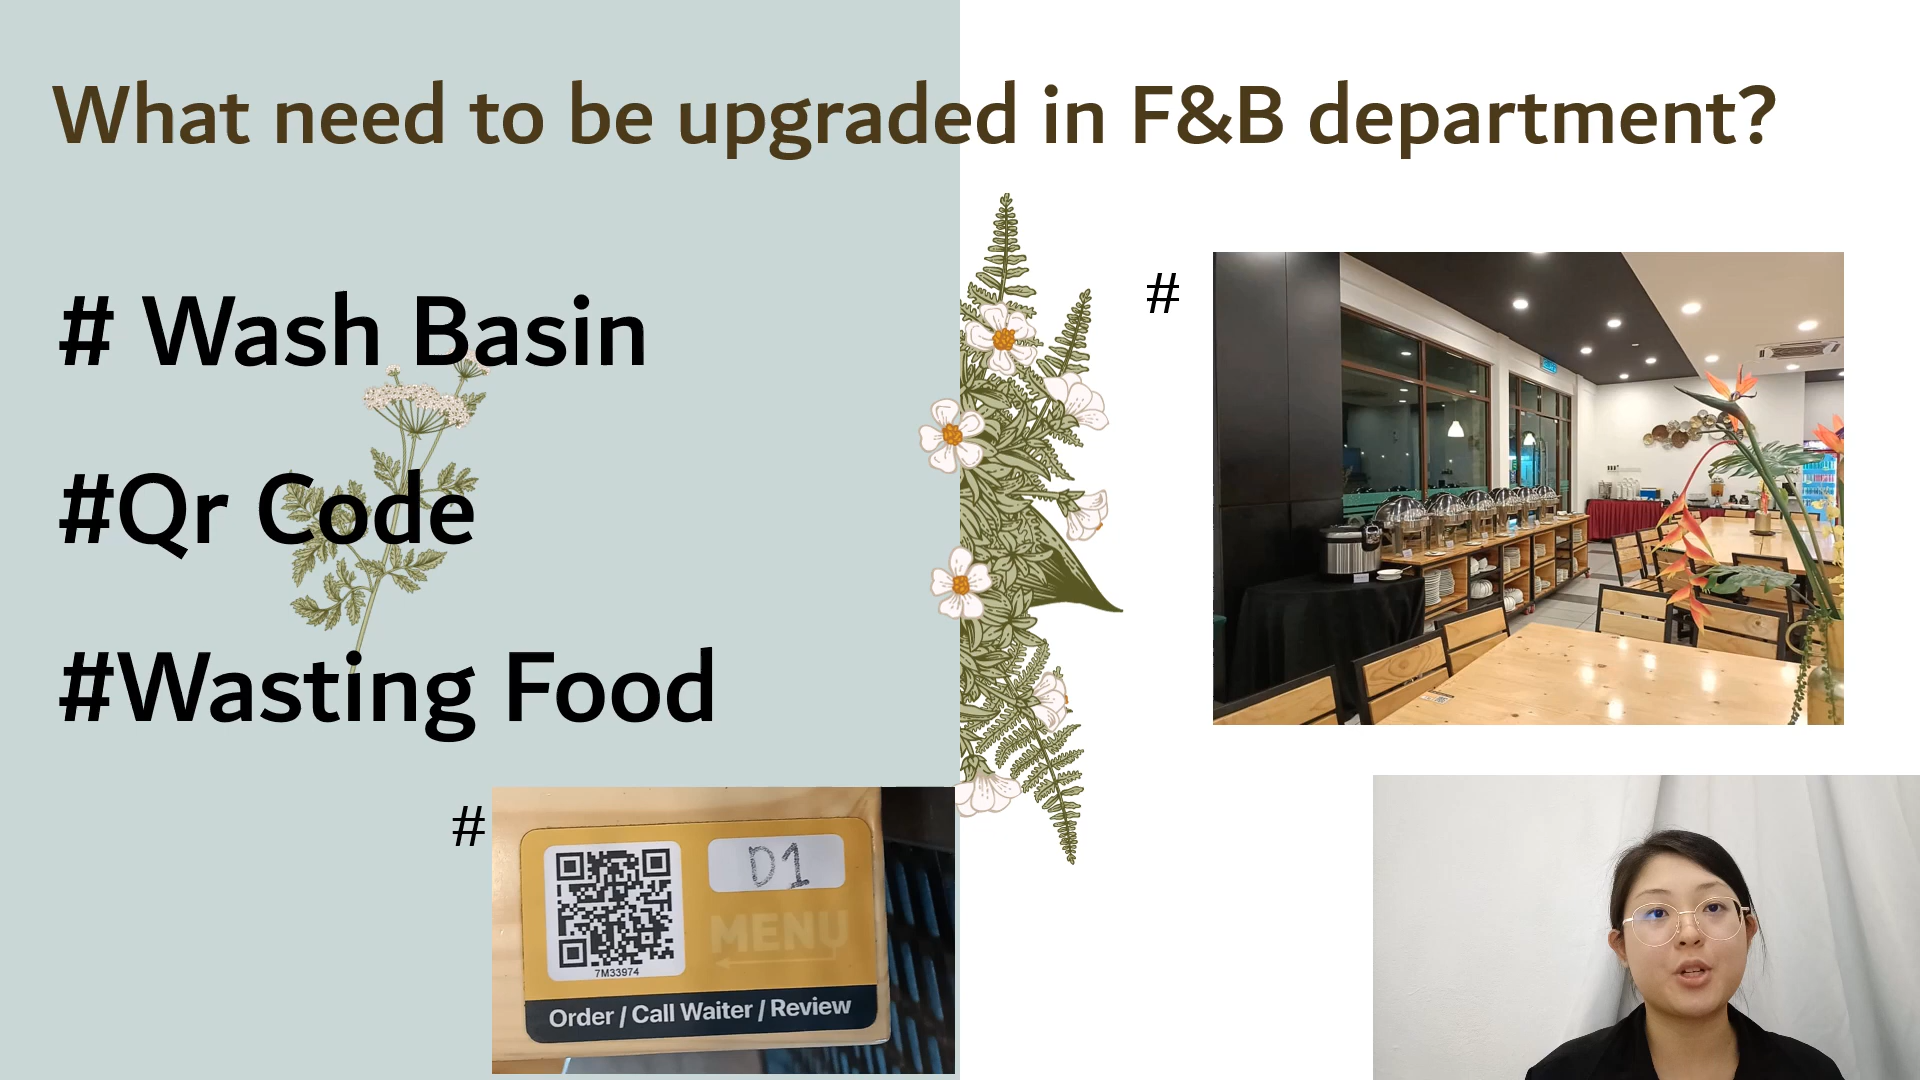 What need to be upgraded in F&B department?
# Wash Basin
#Qr Code
#Wasting Food
#
#
D1
MENU
7M33974
Order / Call Waiter / Review